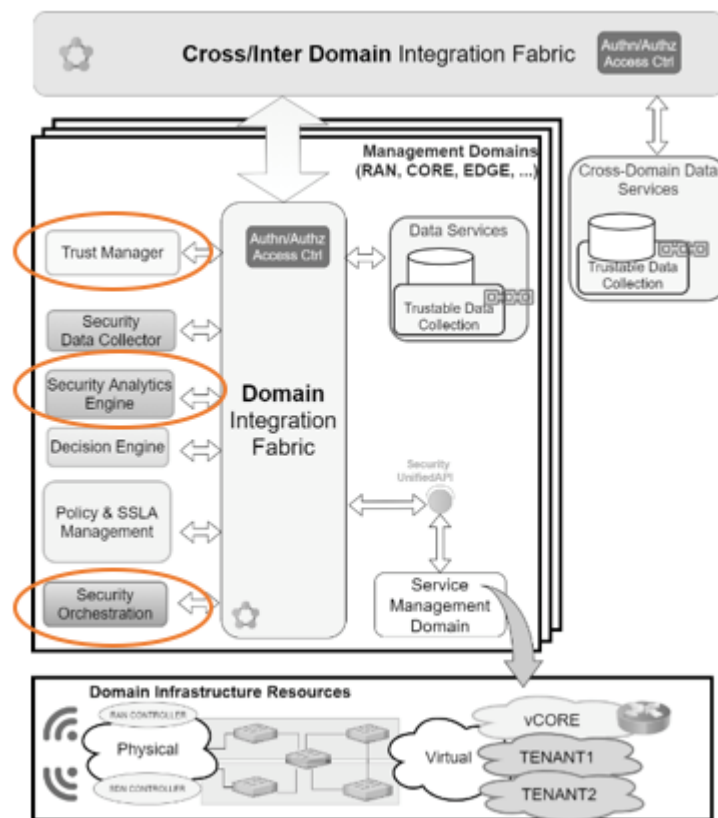 Cross/Inter Domain Integration Fabric
Authn/Authz
Access Ctrl
Management Domains
(RAN, CORE, EDGE, ...)
Cross-Domain Data
Services
Trustable Data
Collection
Trust Manager
Authn/Authz
Access Ctrl
Data Services
Trustable Data
Collection
Security
Data Collector
Security Analytics
Engine
Decision Engine
Policy & SSLA
Management
Security
Orchestration
Domain
Integration
Fabric
Security
UnifiedAPI
Service
Management
Domain
Domain Infrastructure Resources
RAN CONTROLLER
Physical
SDN CONTROLLER
Virtual
vCORE
TENANT1
TENANT2